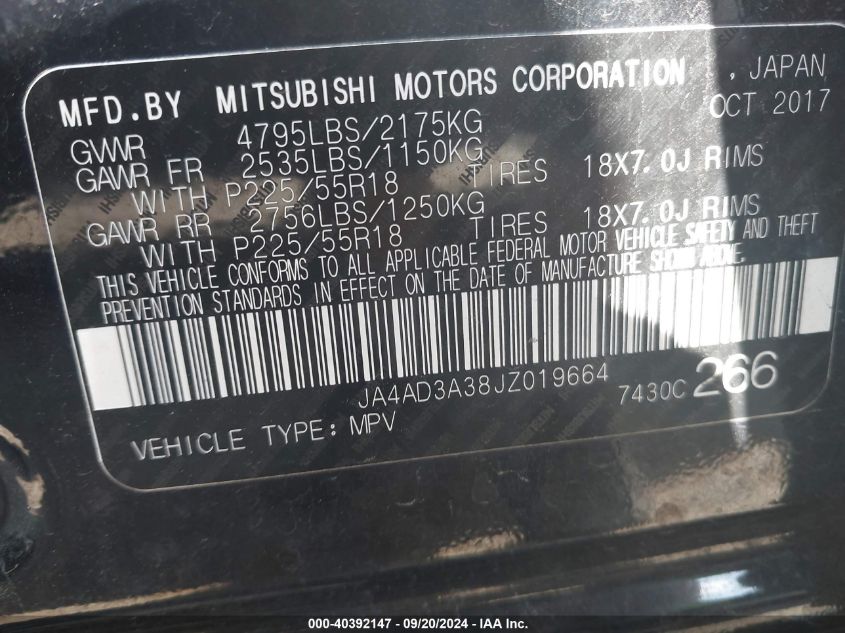 MFD.BY MITSUBISHI MOTORS CORPORATION , JAPAN
OCT 2017
GVWR 4795LBS/2175KG
GAWR FR 2535LBS/1150KG
WITH P225/55R18 TIRES 18X7.0J RIMS
GAWR RR 2756LBS/1250KG
WITH P225/55R18 TIRES 18X7.0J RIMS
THIS VEHICLE CONFORMS TO ALL APPLICABLE FEDERAL MOTOR VEHICLE SAFETY AND THEFT
PREVENTION STANDARDS IN EFFECT ON THE DATE OF MANUFACTURE SHOWN ABOVE.
JA4AD3A38JZ019664 7430C 266
VEHICLE TYPE: MPV
000-40392147 - 09/20/2024 - IAA Inc.